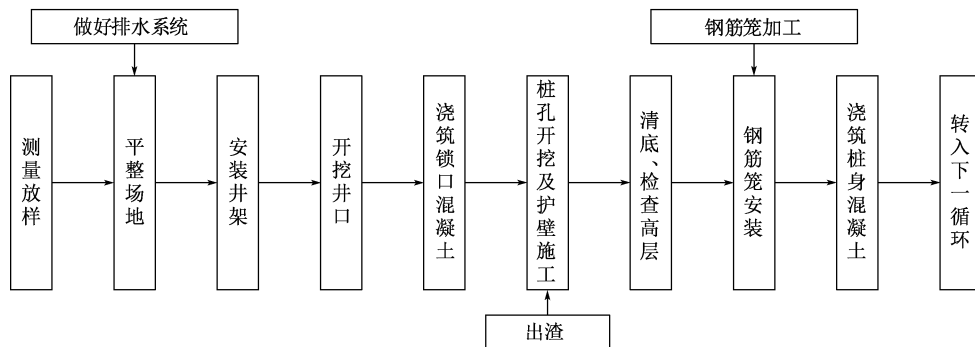 做好排水系统
钢筋笼加工
测量放样
平整场地
安装井架
开挖井口
浇筑锁口混凝土
桩孔开挖及护壁施工
清底、检查高层
钢筋笼安装
浇筑桩身混凝土
转入下一循环
出渣